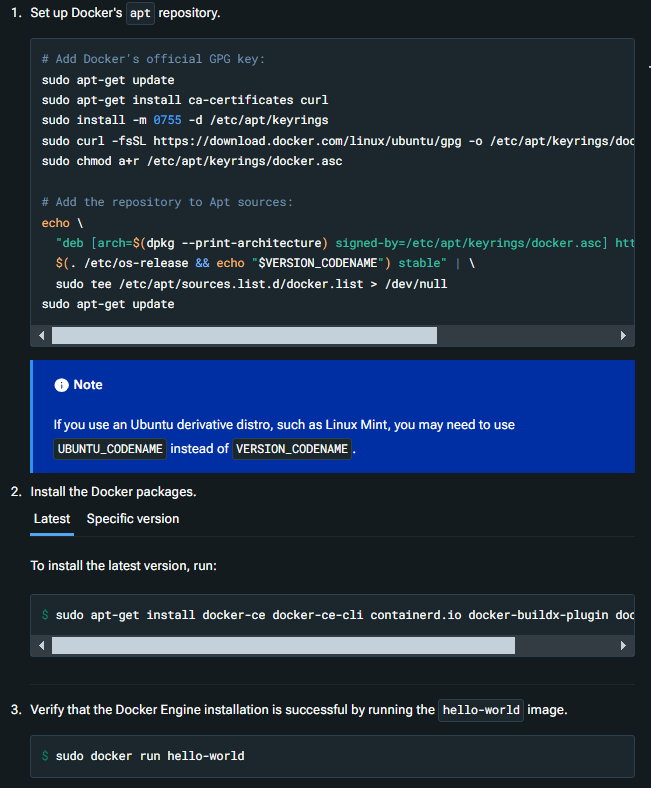 1. Set up Docker's apt repository.
# Add Docker's official GPG key:
sudo apt-get update
sudo apt-get install ca-certificates curl
sudo install -m 0755 -d /etc/apt/keyrings
sudo curl -fsSL https://download.docker.com/linux/ubuntu/gpg -o /etc/apt/keyrings/doc
sudo chmod a+r /etc/apt/keyrings/docker.asc
# Add the repository to Apt sources:
echo \
"deb [arch=$(dpkg --print-architecture) signed-by=/etc/apt/keyrings/docker.asc] htt
$(. /etc/os-release && echo "$VERSION_CODENAME") stable" | \
sudo tee /etc/apt/sources.list.d/docker.list > /dev/null
sudo apt-get update
Note
If you use an Ubuntu derivative distro, such as Linux Mint, you may need to use
UBUNTU_CODENAME instead of VERSION_CODENAME.
2. Install the Docker packages.
Latest Specific version
To install the latest version, run:
$ sudo apt-get install docker-ce docker-ce-cli containerd.io docker-buildx-plugin doc
3. Verify that the Docker Engine installation is successful by running the hello-world image.
$ sudo docker run hello-world